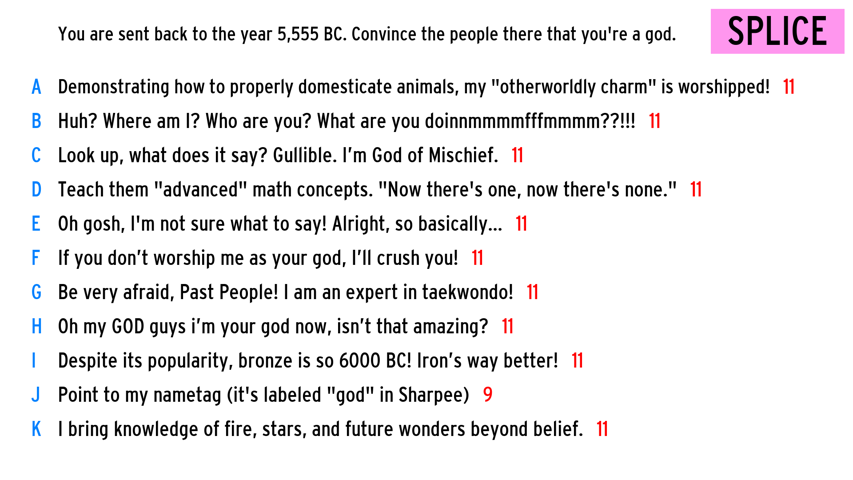 You are sent back to the year 5,555 BC. Convince the people there that you're a god.
SPLICE
A Demonstrating how to properly domesticate animals, my "otherworldly charm" is worshipped! 11
B Huh? Where am I? Who are you? What are you doinnmmmmfffmmmm??!!! 11
C Look up, what does it say? Gullible. I’m God of Mischief. 11
D Teach them "advanced" math concepts. "Now there's one, now there's none." 11
E Oh gosh, I'm not sure what to say! Alright, so basically... 11
F If you don’t worship me as your god, I’ll crush you! 11
G Be very afraid, Past People! I am an expert in taekwondo! 11
H Oh my GOD guys i’m your god now, isn’t that amazing? 11
I Despite its popularity, bronze is so 6000 BC! Iron’s way better! 11
J Point to my nametag (it's labeled "god" in Sharpee) 9
K I bring knowledge of fire, stars, and future wonders beyond belief. 11